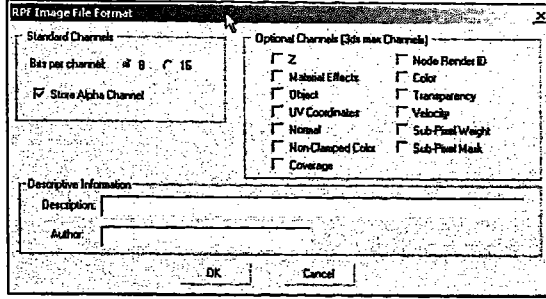 RPF Image File Format
Standard Channels
Bits per channel: 8 16
Store Alpha Channel
Optional Channels (3ds max Channels)
Z
Material Effects
Object
UV Coordinates
Normal
Non-Clamped Color
Coverage
Node Render ID
Color
Transparency
Velocity
Sub-Pixel Weight
Sub-Pixel Mask
Descriptive Information
Description:
Author:
OK Cancel